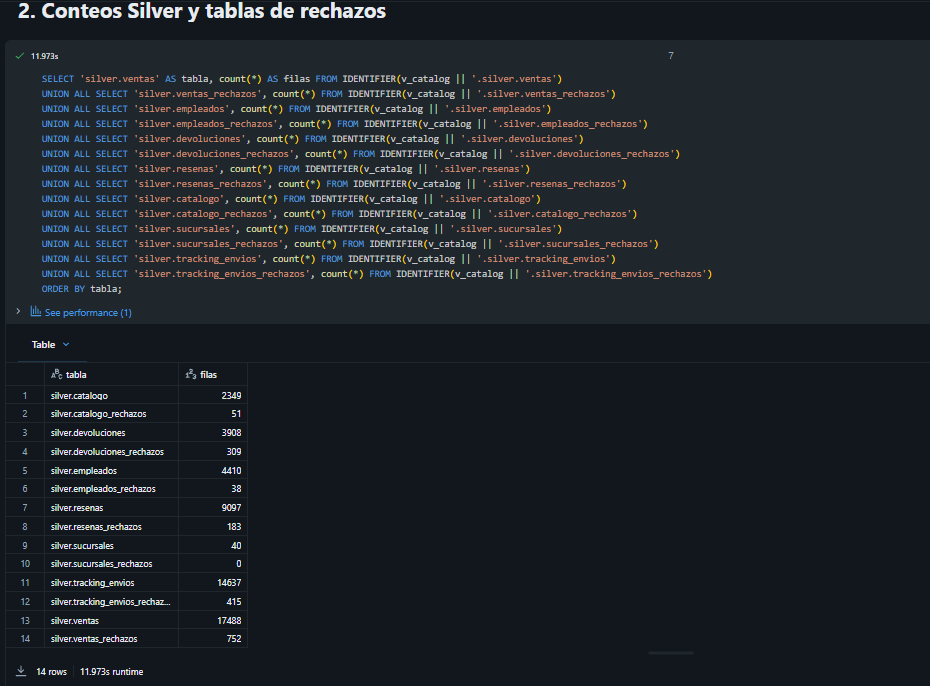 2. Conteos Silver y tablas de rechazos
11.973s
7
SELECT 'silver.ventas' AS tabla, count(*) AS filas FROM IDENTIFIER(v_catalog || '.silver.ventas')
UNION ALL SELECT 'silver.ventas_rechazos', count(*) FROM IDENTIFIER(v_catalog || '.silver.ventas_rechazos')
UNION ALL SELECT 'silver.empleados', count(*) FROM IDENTIFIER(v_catalog || '.silver.empleados')
UNION ALL SELECT 'silver.empleados_rechazos', count(*) FROM IDENTIFIER(v_catalog || '.silver.empleados_rechazos')
UNION ALL SELECT 'silver.devoluciones', count(*) FROM IDENTIFIER(v_catalog || '.silver.devoluciones')
UNION ALL SELECT 'silver.devoluciones_rechazos', count(*) FROM IDENTIFIER(v_catalog || '.silver.devoluciones_rechazos')
UNION ALL SELECT 'silver.resenas', count(*) FROM IDENTIFIER(v_catalog || '.silver.resenas')
UNION ALL SELECT 'silver.resenas_rechazos', count(*) FROM IDENTIFIER(v_catalog || '.silver.resenas_rechazos')
UNION ALL SELECT 'silver.catalogo', count(*) FROM IDENTIFIER(v_catalog || '.silver.catalogo')
UNION ALL SELECT 'silver.catalogo_rechazos', count(*) FROM IDENTIFIER(v_catalog || '.silver.catalogo_rechazos')
UNION ALL SELECT 'silver.sucursales', count(*) FROM IDENTIFIER(v_catalog || '.silver.sucursales')
UNION ALL SELECT 'silver.sucursales_rechazos', count(*) FROM IDENTIFIER(v_catalog || '.silver.sucursales_rechazos')
UNION ALL SELECT 'silver.tracking_envios', count(*) FROM IDENTIFIER(v_catalog || '.silver.tracking_envios')
UNION ALL SELECT 'silver.tracking_envios_rechazos', count(*) FROM IDENTIFIER(v_catalog || '.silver.tracking_envios_rechazos')
ORDER BY tabla;
See performance (1)
Table
ABC tabla 123 filas
1 silver.catalogo 2349
2 silver.catalogo_rechazos 51
3 silver.devoluciones 3908
4 silver.devoluciones_rechazos 309
5 silver.empleados 4410
6 silver.empleados_rechazos 38
7 silver.resenas 9097
8 silver.resenas_rechazos 183
9 silver.sucursales 40
10 silver.sucursales_rechazos 0
11 silver.tracking_envios 14637
12 silver.tracking_envios_rechaz... 415
13 silver.ventas 17488
14 silver.ventas_rechazos 752
14 rows 11.973s runtime